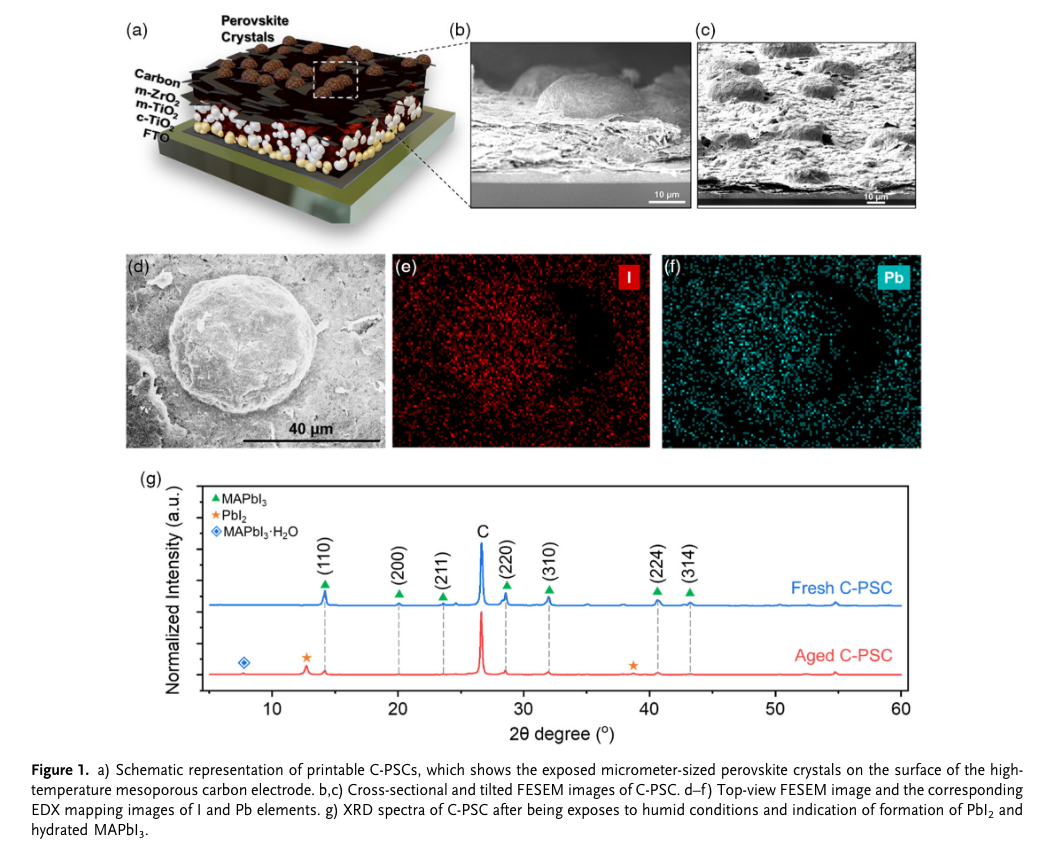 (a)
Perovskite
Crystals
Carbon
m-ZrO₂
m-TiO₂
c-TiO₂
FTO
(b)
10 μm
(c)
10 μm
(d)
40 μm
(e)
I
(f)
Pb
(g)
Normalized Intensity (a.u.)
MAPbI₃
PbI₂
MAPbI₃·H₂O
(110)
(200)
(211)
C
(220)
(310)
(224)
(314)
Fresh C-PSC
Aged C-PSC
10 20 30 40 50 60
2θ degree (°)
Figure 1. a) Schematic representation of printable C-PSCs, which shows the exposed micrometer-sized perovskite crystals on the surface of the high-
temperature mesoporous carbon electrode. b,c) Cross-sectional and tilted FESEM images of C-PSC. d–f) Top-view FESEM image and the corresponding
EDX mapping images of I and Pb elements. g) XRD spectra of C-PSC after being exposes to humid conditions and indication of formation of PbI₂ and
hydrated MAPbI₃.